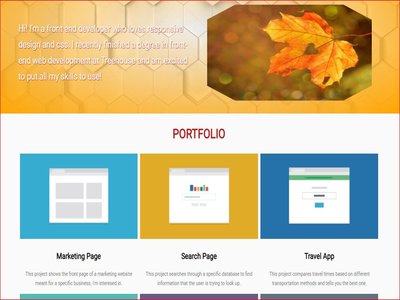 Hi! I'm a front end developer who loves responsive
design and css. I recently finished a degree in front-
end web development at Treehouse and am excited
to put all my skills to use!
PORTFOLIO
Marketing Page
This project shows the front page of a marketing website
meant for a specific business, I'm interesed in.
Search Page
This project searches through a specific database to find
information that the user is trying to look up.
Travel App
This project compares travel times based on different
transportation methods and tells you the best one.